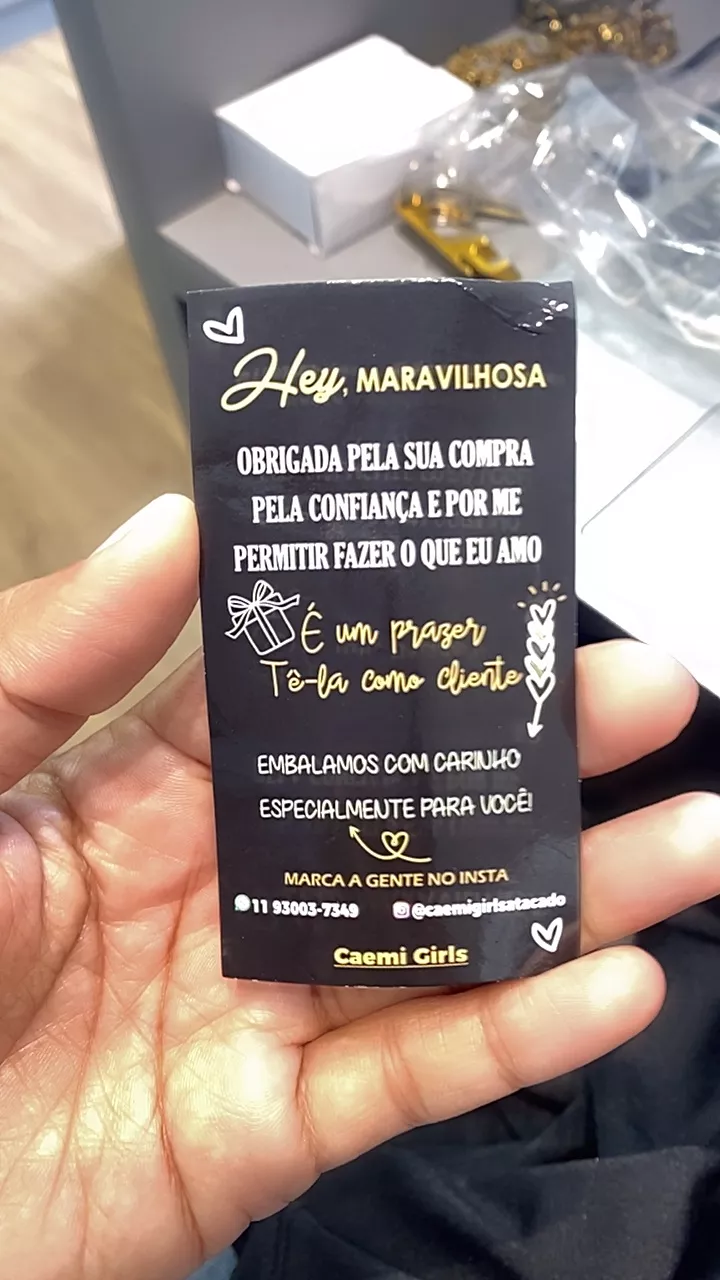 Hey, MARAVILHOSA
OBRIGADA PELA SUA COMPRA
PELA CONFIANÇA E POR ME
PERMITIR FAZER O QUE EU AMO
É um prazer
Tê-la como cliente
EMBALAMOS COM CARINHO
ESPECIALMENTE PARA VOCÊ!
MARCA A GENTE NO INSTA
11 93003-7349 @caemigirlsatacado
Caemi Girls